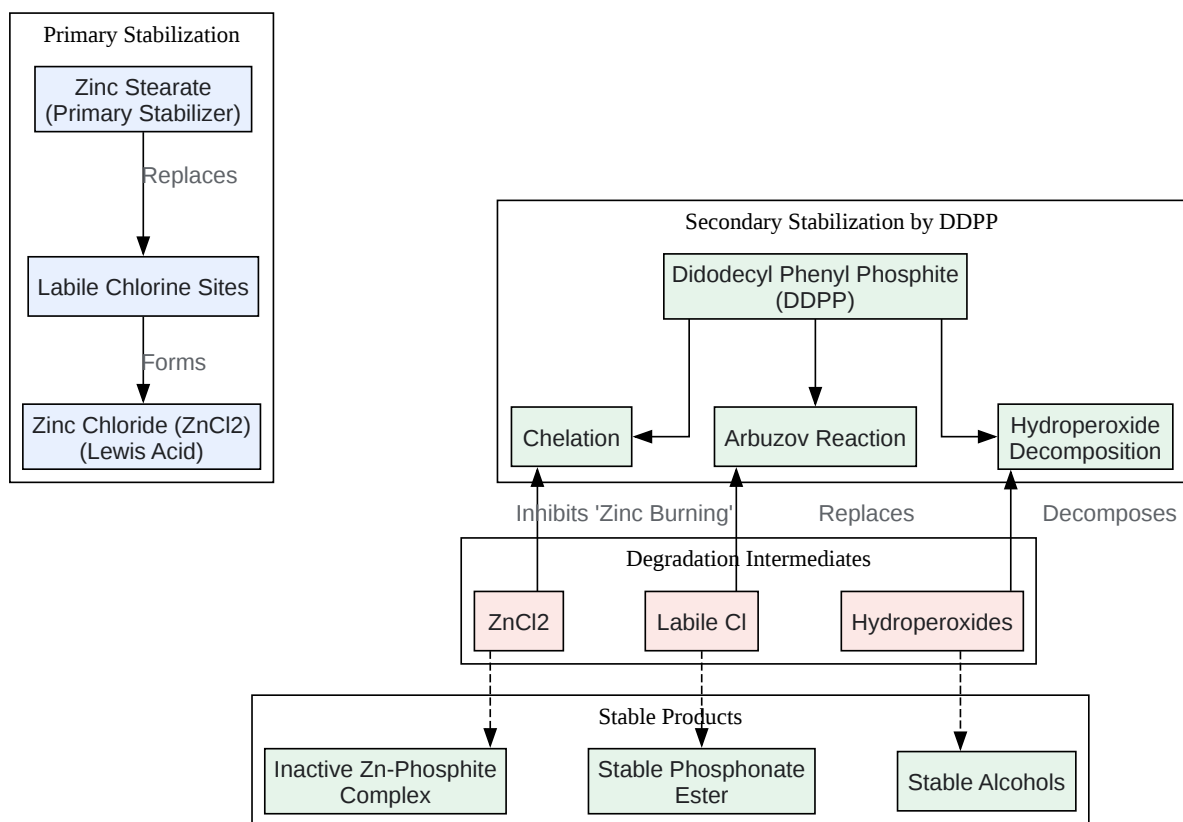 Primary Stabilization
Zinc Stearate
(Primary Stabilizer)
Replaces
Labile Chlorine Sites
Forms
Zinc Chloride (ZnCl2)
(Lewis Acid)
Secondary Stabilization by DDPP
Didodecyl Phenyl Phosphite
(DDPP)
Chelation
Arbuzov Reaction
Hydroperoxide
Decomposition
Inhibits 'Zinc Burning'
Replaces
Decomposes
Degradation Intermediates
ZnCl2
Labile Cl
Hydroperoxides
Stable Products
Inactive Zn-Phosphite
Complex
Stable Phosphonate
Ester
Stable Alcohols